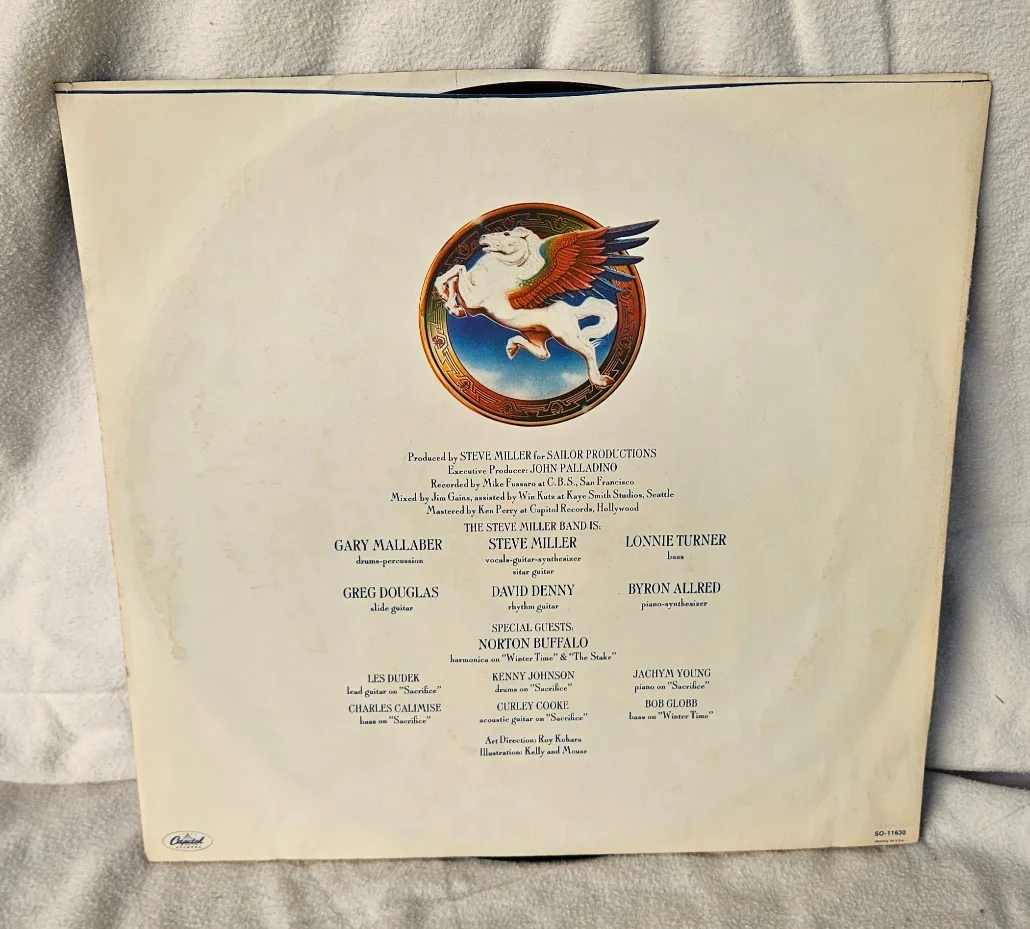 Produced by STEVE MILLER for SAILOR PRODUCTIONS
Executive Producer: JOHN PALLADINO
Recorded by Mike Fussaro at C.B.S., San Francisco
Mixed by Jim Gains, assisted by Win Kutz at Kaye Smith Studios, Seattle
Mastered by Ken Perry at Capitol Records, Hollywood
THE STEVE MILLER BAND IS:
GARY MALLABER
drums-percussion
STEVE MILLER
vocals-guitar-synthesizer
sitar guitar
LONNIE TURNER
bass
GREG DOUGLAS
slide guitar
DAVID DENNY
rhythm guitar
BYRON ALLRED
piano-synthesizer
SPECIAL GUESTS:
NORTON BUFFALO
harmonica on "Winter Time" & "The Stake"
LES DUDEK
lead guitar on "Sacrifice"
KENNY JOHNSON
drums on "Sacrifice"
JACHYM YOUNG
piano on "Sacrifice"
CHARLES CALIMISE
bass on "Sacrifice"
CURLEY COOKE
acoustic guitar on "Sacrifice"
BOB GLOBB
bass on "Winter Time"
Art Direction: Roy Kohara
Illustration: Kelly and Mouse
Capitol
RECORDS
SO-11630